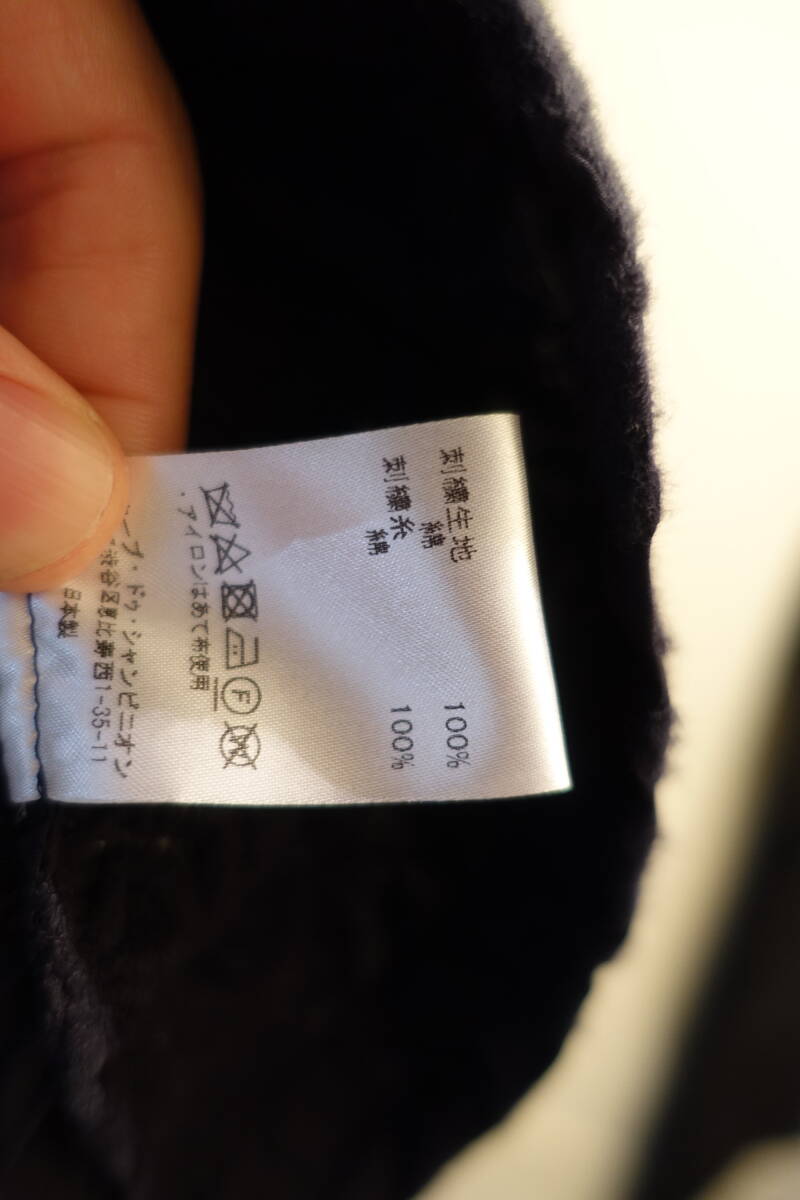 刺繍生地
綿 100%
刺繍糸
綿 100%
F
W
・アイロンはあて布使用
ーブ・ドゥ・シャンピニオン
渋谷区恵比寿西1-35-11
日本製